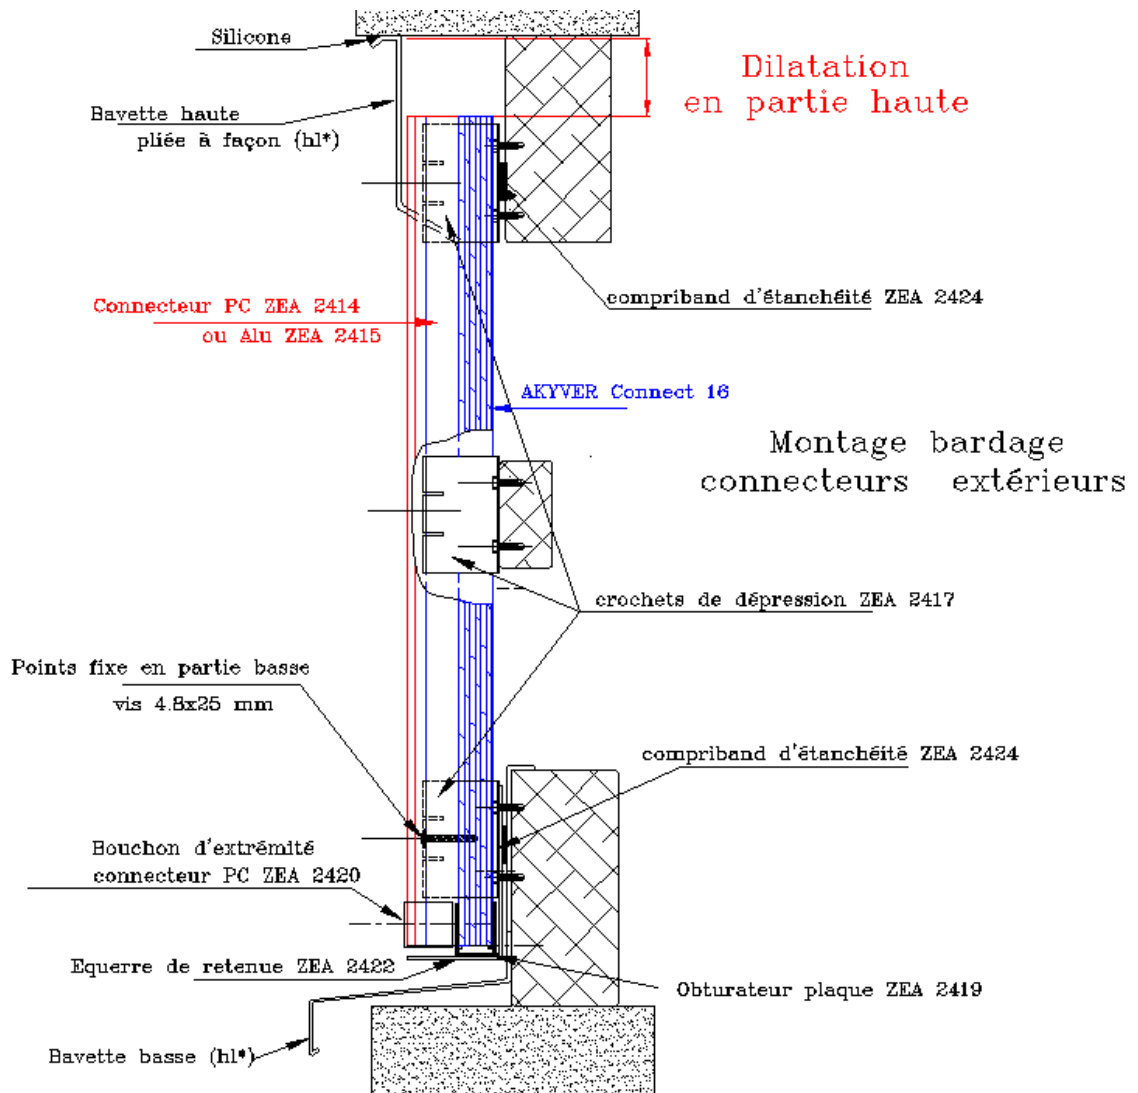 Silicone
Dilatation
en partie haute
Bavette haute
pliée à façon (hl*)
compriband d'étanchéité ZEA 2424
Connecteur PC ZEA 2414
ou Alu ZEA 2415
AKYVER Connect 16
Montage bardage
connecteurs extérieurs
crochets de dépression ZEA 2417
Points fixe en partie basse
vis 4.8x25 mm
compriband d'étanchéité ZEA 2424
Bouchon d'extrémité
connecteur PC ZEA 2420
Equerre de retenue ZEA 2422
Obturateur plaque ZEA 2419
Bavette basse (hl*)